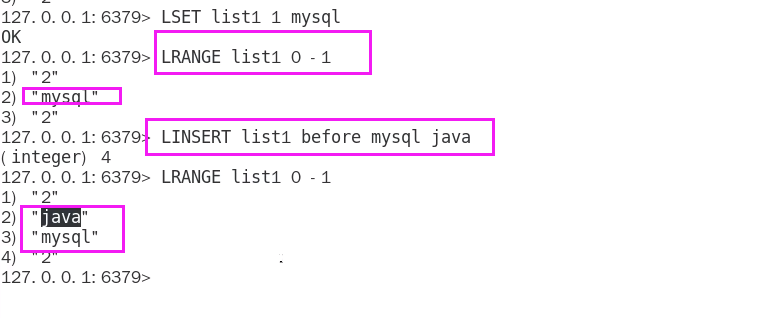 127.0.0.1:6379> LSET list1 1 mysql
OK
127.0.0.1:6379> LRANGE list1 0 -1
1) "2"
2) "mysql"
3) "2"
127.0.0.1:6379> LINSERT list1 before mysql java
(integer) 4
127.0.0.1:6379> LRANGE list1 0 -1
1) "2"
2) "java"
3) "mysql"
4) "2"
127.0.0.1:6379>